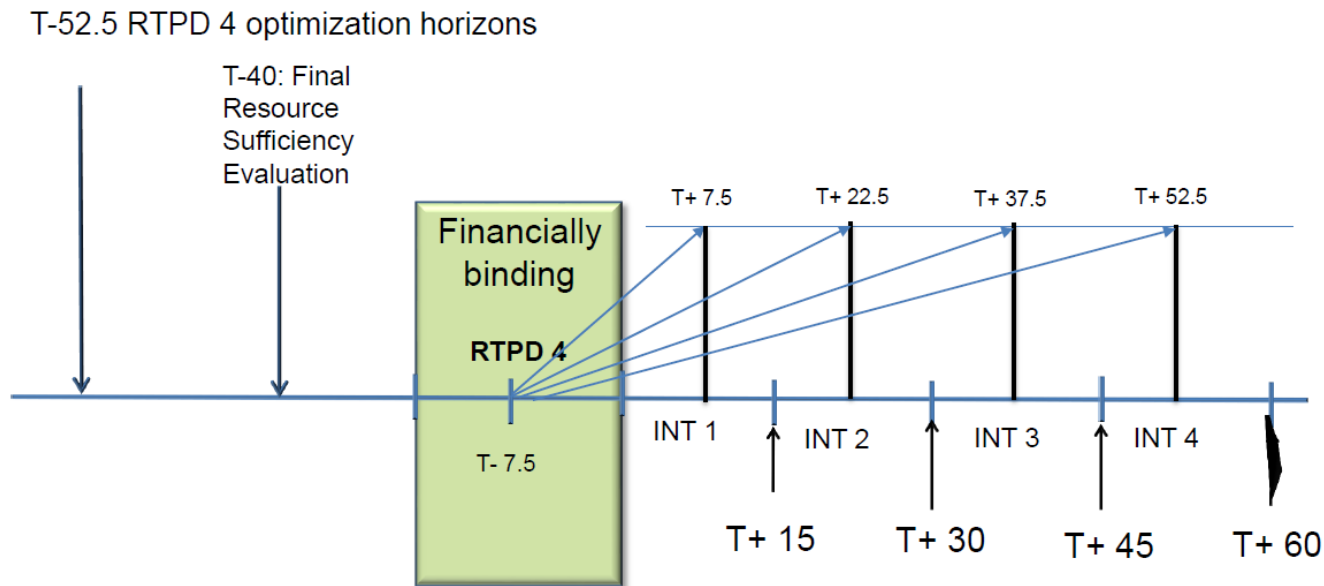 T-52.5 RTPD 4 optimization horizons
T-40: Final
Resource
Sufficiency
Evaluation
Financially
binding
RTPD 4
T- 7.5
T+ 7.5
T+ 22.5
T+ 37.5
T+ 52.5
INT 1
INT 2
INT 3
INT 4
T+ 15
T+ 30
T+ 45
T+ 60